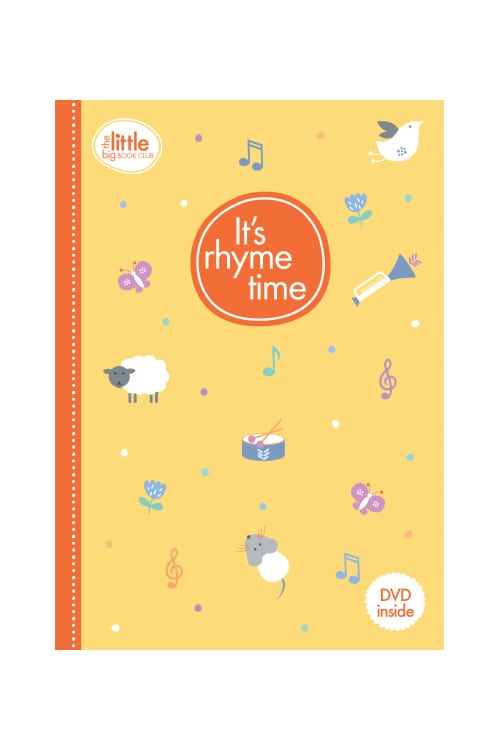 the little
big BOOK CLUB
It's
rhyme
time
DVD
inside